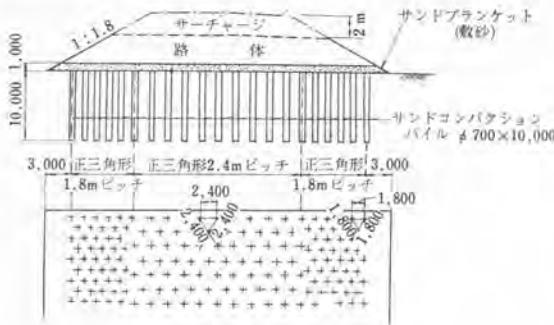 サーチャージ
2 m
サンドブランケット
(敷砂)
1:1.8
路 体
1,000
10,000
サンドコンパクション
パイル φ700×10,000
3,000 正三角形 正三角形2.4mピッチ 正三角形 3,000
1.8mピッチ 1.8mピッチ
2,400
1,800
2,400 2,400
1,800 1,800